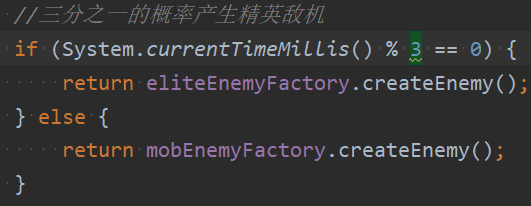 //三分之一的概率产生精英敌机
if (System.currentTimeMillis() % 3 == 0) {
    return eliteEnemyFactory.createEnemy();
} else {
    return mobEnemyFactory.createEnemy();
}